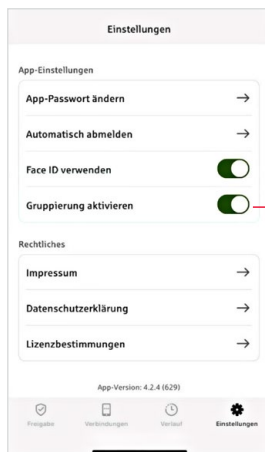 Einstellungen
App-Einstellungen
App-Passwort ändern
Automatisch abmelden
Face ID verwenden
Gruppierung aktivieren
Rechtliches
Impressum
Datenschutzerklärung
Lizenzbestimmungen
App-Version: 4.2.4 (629)
Freigabe Verbindungen Verlauf Einstellungen